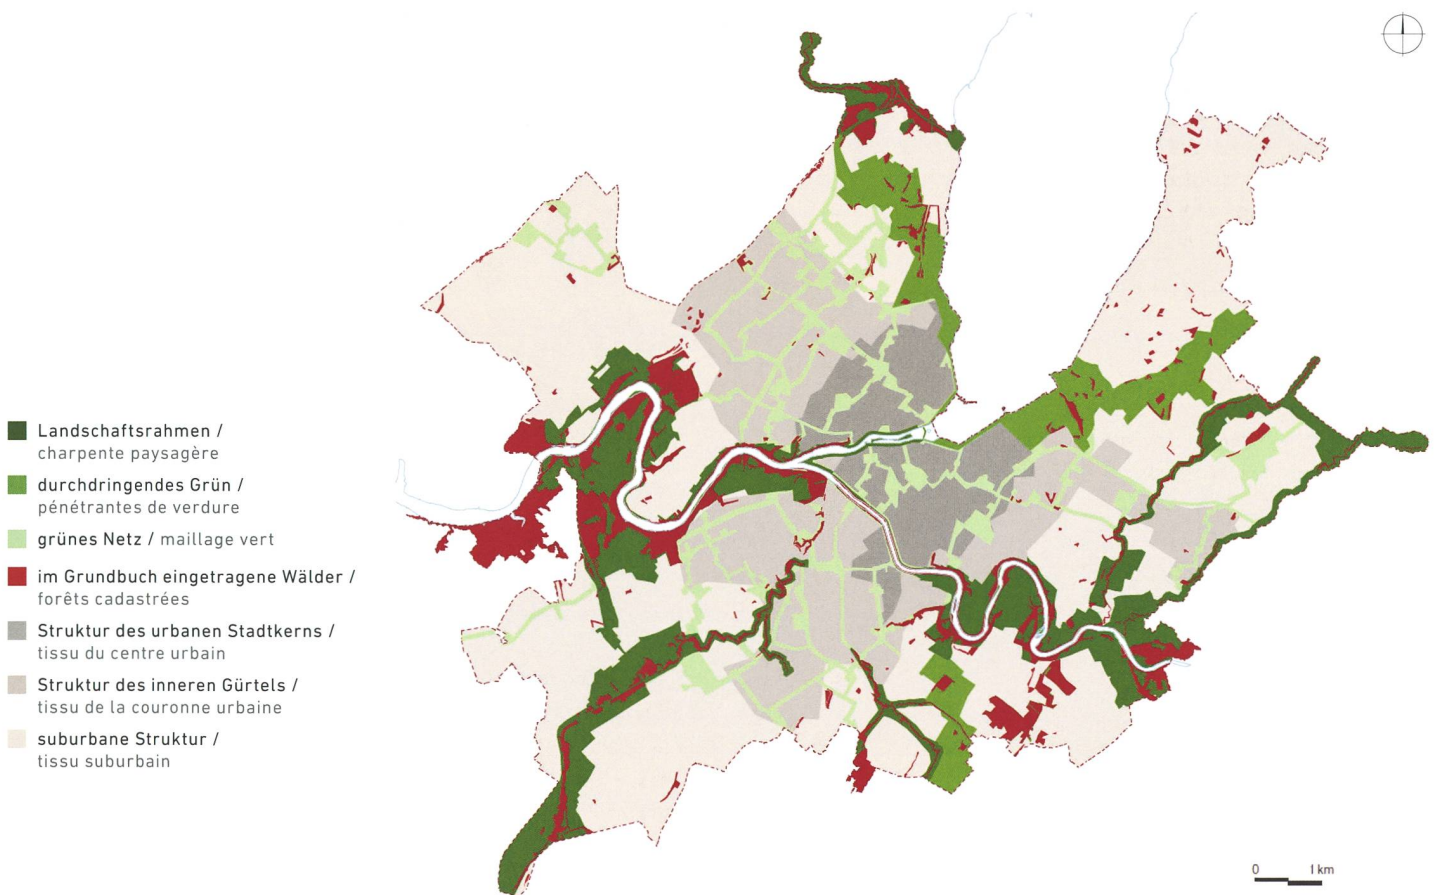 Landschaftsrahmen /
charpente paysagère
durchdringendes Grün /
pénétrantes de verdure
grünes Netz / maillage vert
im Grundbuch eingetragene Wälder /
forêts cadastrées
Struktur des urbanen Stadtkerns /
tissu du centre urbain
Struktur des inneren Gürtels /
tissu de la couronne urbaine
suburbane Struktur /
tissu suburbain
0 1 km